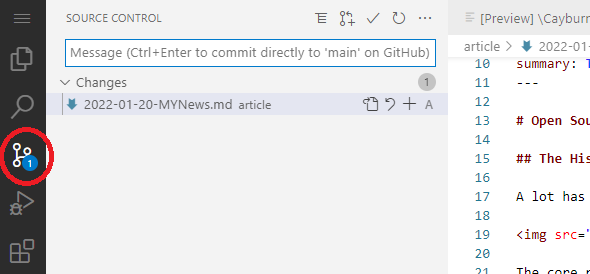 SOURCE CONTROL
Message (Ctrl+Enter to commit directly to 'main' on GitHub)
Changes
1
2022-01-20-MYNews.md article
A
1
[Preview] \Cayburn
article
2022-01-
10 summary:
11 ---
12
13 # Open Sou
14
15 ## The His
16
17 A lot has
18
19 <img src="
20
21 The core